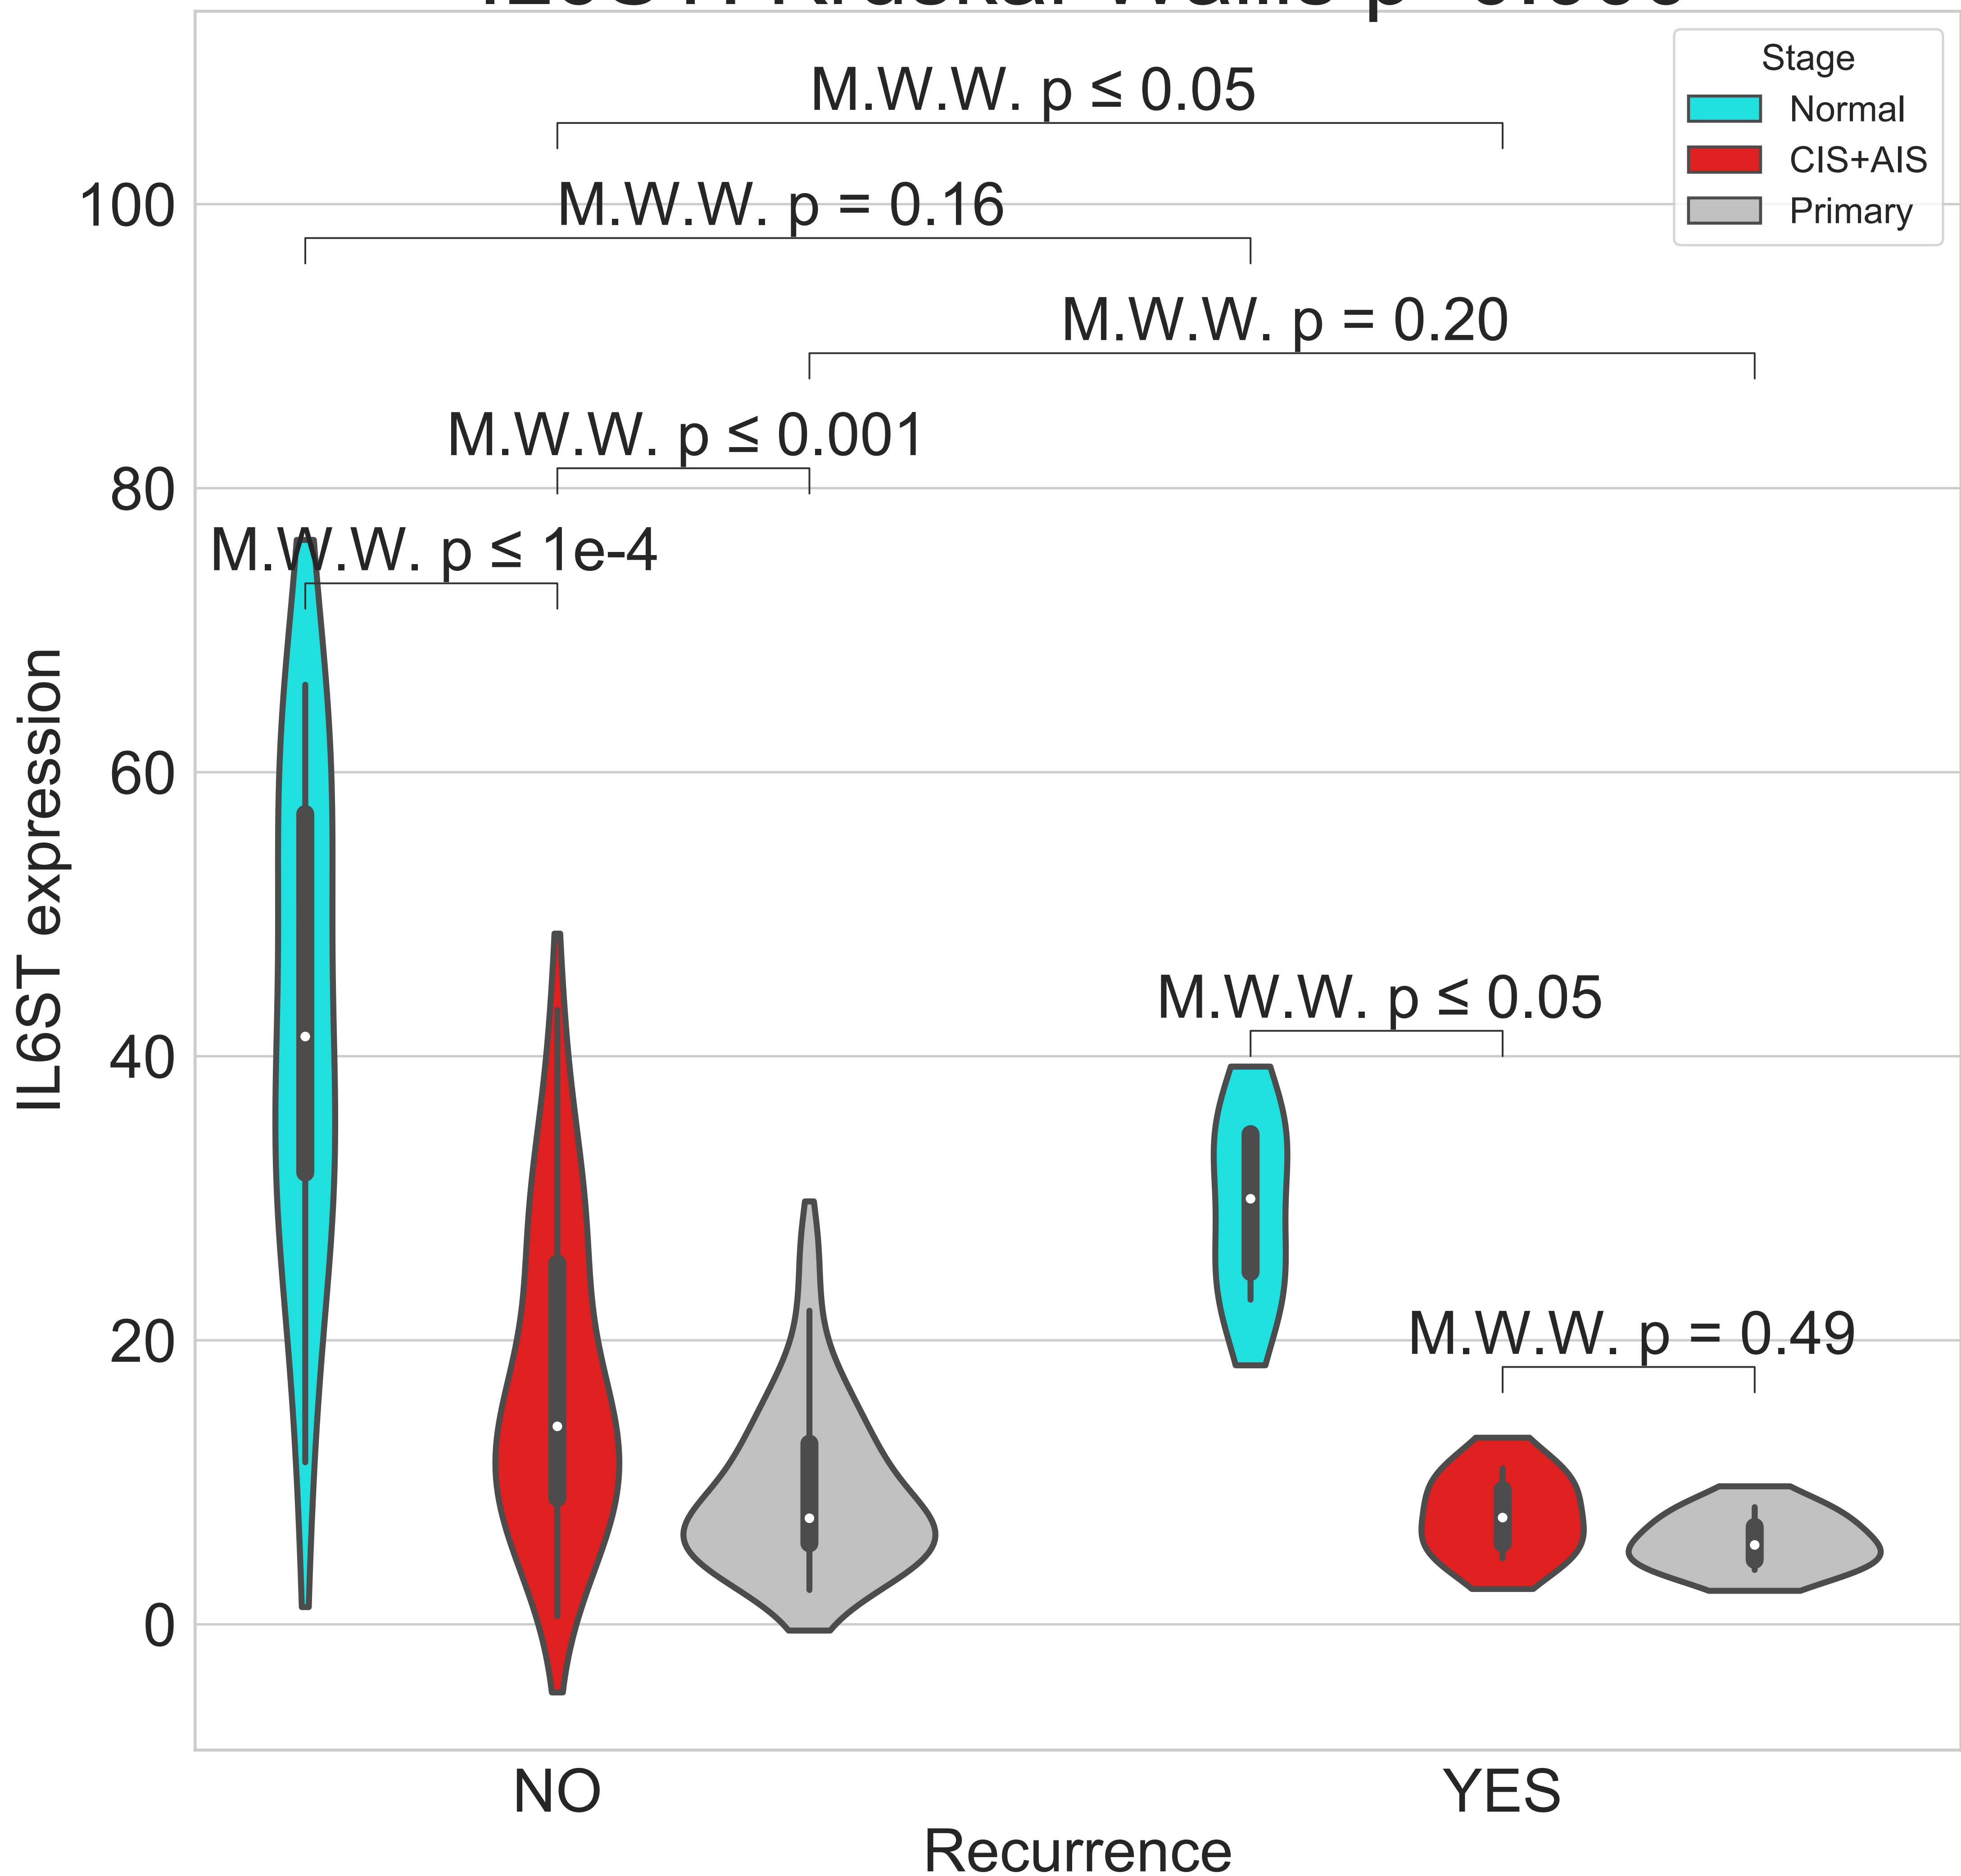 Stage
Normal
CIS+AIS
Primary
M.W.W. p ≤ 0.05
M.W.W. p = 0.16
M.W.W. p = 0.20
M.W.W. p ≤ 0.001
M.W.W. p ≤ 1e-4
M.W.W. p ≤ 0.05
M.W.W. p = 0.49
100
80
60
40
20
0
IL6ST expression
NO
YES
Recurrence